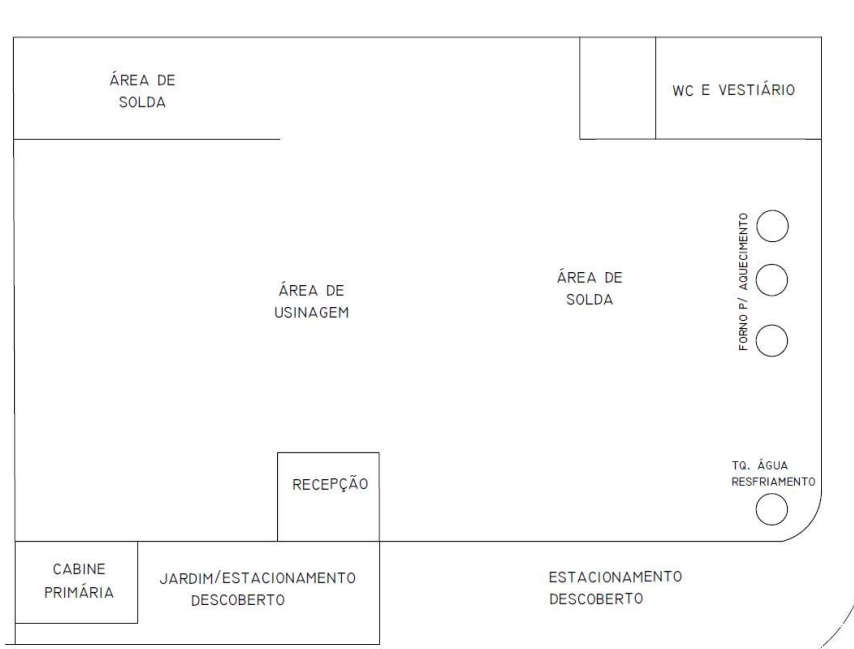 ÁREA DE
SOLDA
WC E VESTIÁRIO
FORNO P/ AQUECIMENTO
ÁREA DE
USINAGEM
ÁREA DE
SOLDA
RECEPÇÃO
TQ. ÁGUA
RESFRIAMENTO
CABINE
PRIMÁRIA
JARDIM/ESTACIONAMENTO
DESCOBERTO
ESTACIONAMENTO
DESCOBERTO